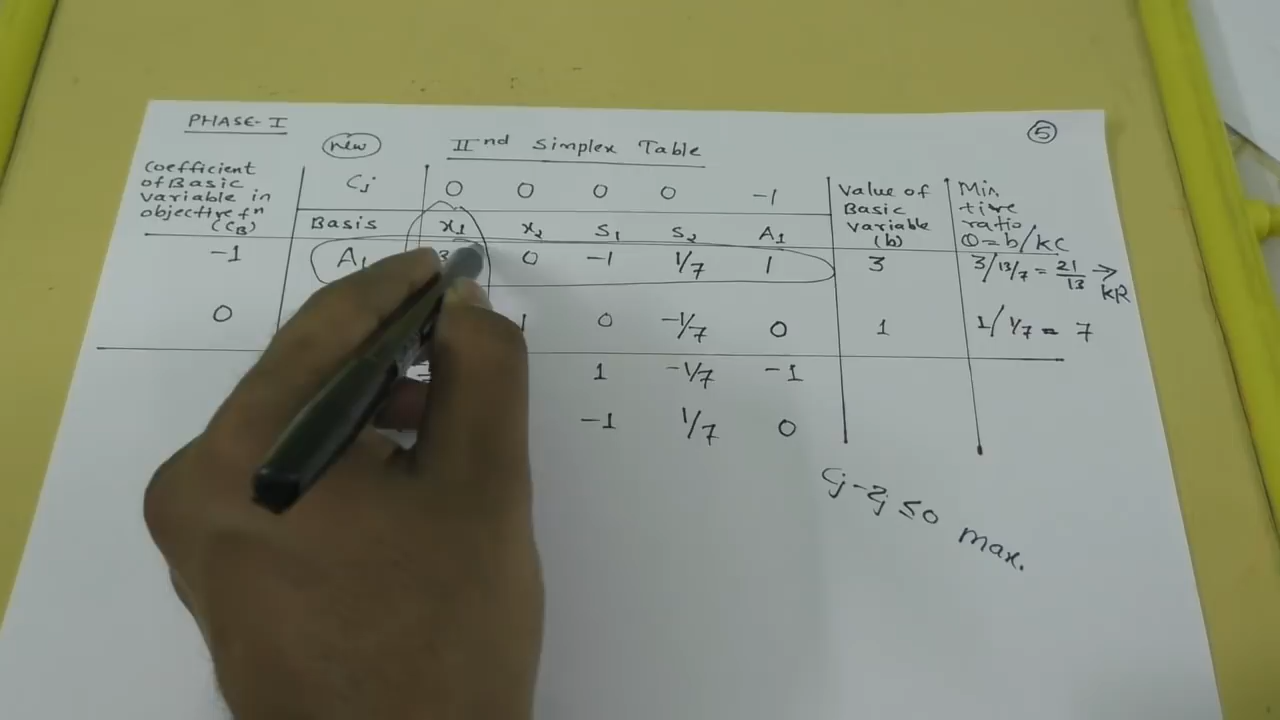 PHASE-I
new
IInd Simplex Table
5
Coefficient of Basic Variable in objective fn (CB)
Cj 0 0 0 0 -1
Value of Basic Variable (b)
Min +ive ratio θ=b/KC
Basis x1 x2 S1 S2 A1
-1 A1 0 -1 1/7 1 3 3/13/7 = 21/13 → KR
0 1 0 -1/7 0 1 1/1/7 = 7
1 -1/7 -1
-1 1/7 0
Cj-Zj ≤0 max.